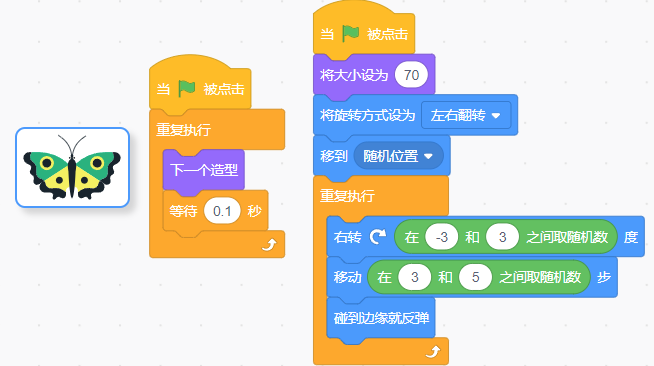 当 被点击
重复执行
下一个造型
等待 0.1 秒
当 被点击
将大小设为 70
将旋转方式设为 左右翻转
移到 随机位置
重复执行
右转 在 -3 和 3 之间取随机数 度
移动 在 3 和 5 之间取随机数 步
碰到边缘就反弹